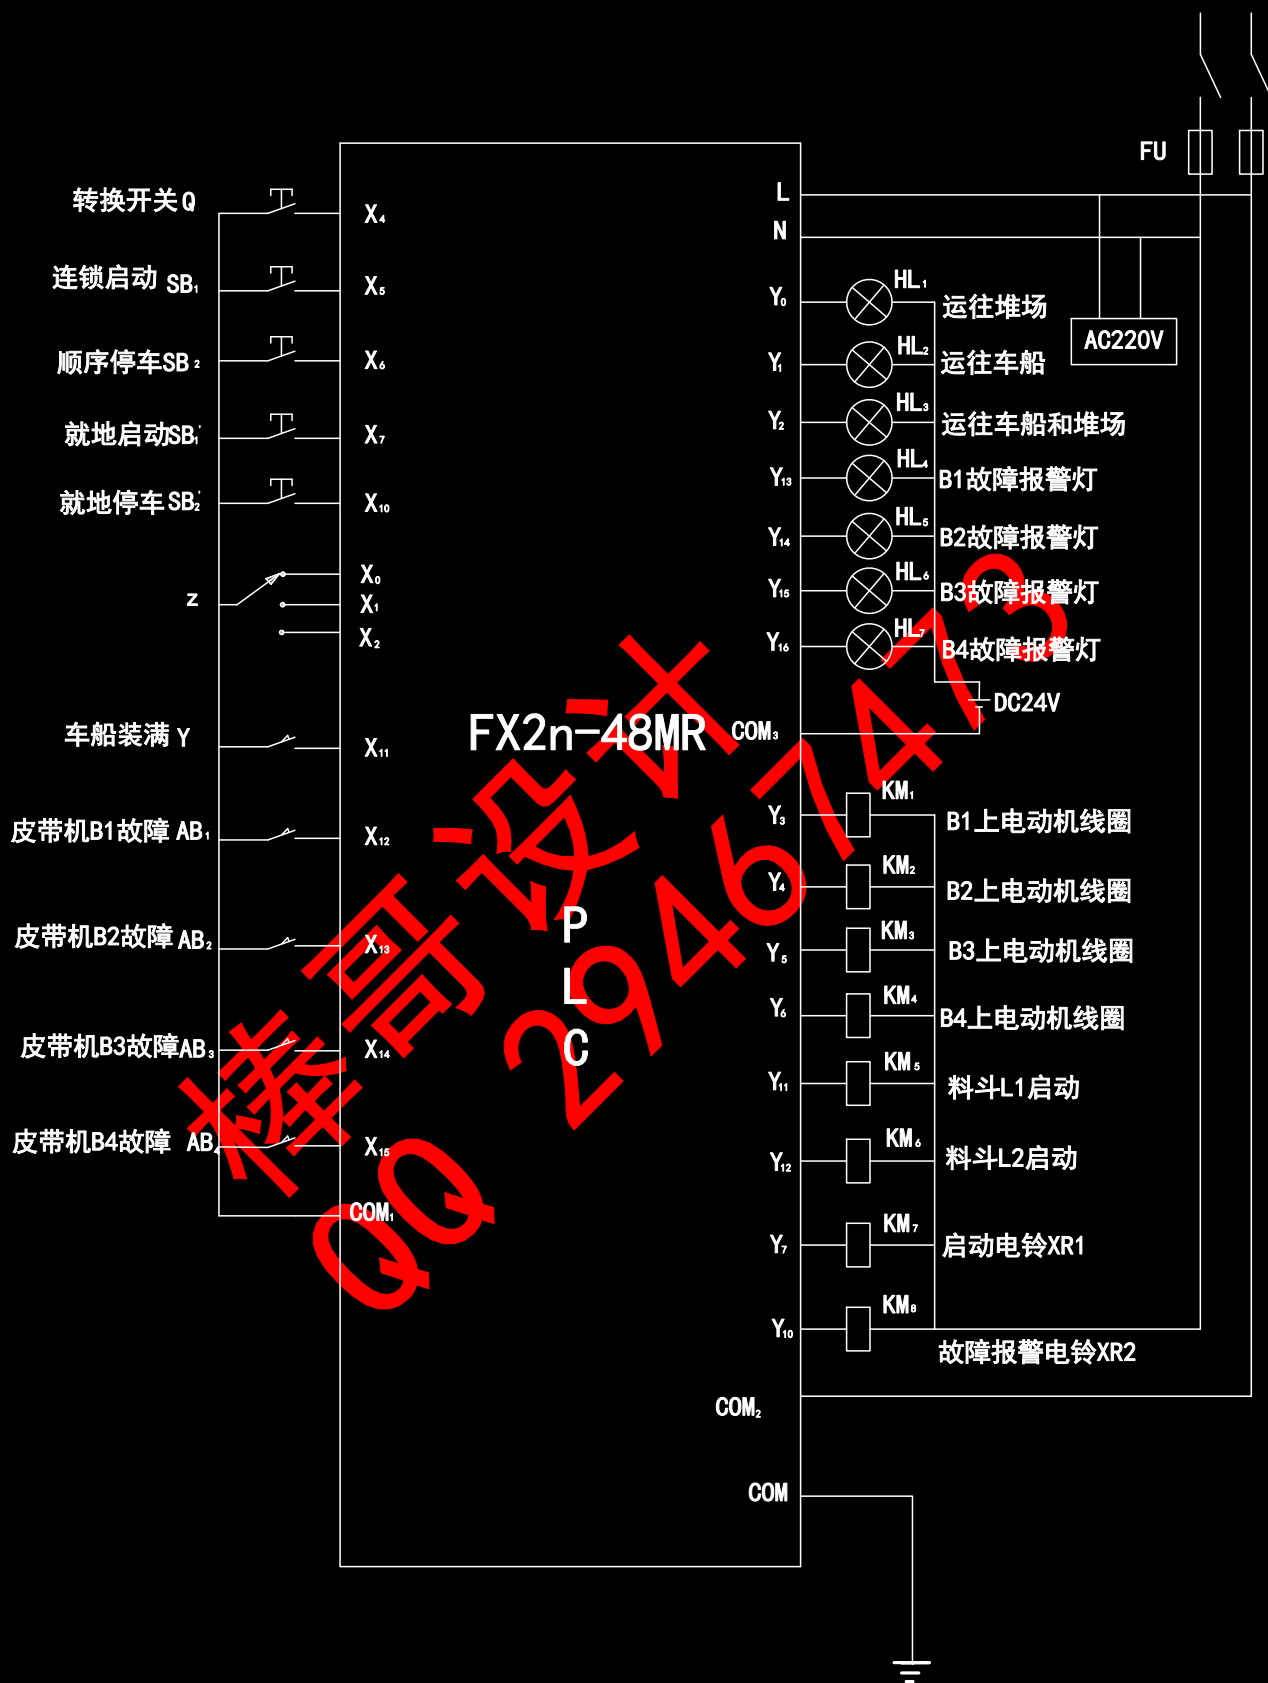 FU
转换开关 Q
X4
L
N
连锁启动 SB1
X5
Y0
HL1
运往堆场
AC220V
顺序停车SB2
X6
Y1
HL2
运往车船
就地启动SB1'
X7
Y2
HL3
运往车船和堆场
就地停车SB2'
X10
Y13
HL4
B1故障报警灯
Y14
HL5
B2故障报警灯
Z
X0
X1
X2
Y15
HL6
B3故障报警灯
Y16
HL7
B4故障报警灯
DC24V
车船装满 Y
X11
FX2n-48MR
COM3
皮带机B1故障 AB1
X12
Y3
KM1
B1上电动机线圈
Y4
KM2
B2上电动机线圈
皮带机B2故障 AB2
X13
P
L
C
Y5
KM3
B3上电动机线圈
Y6
KM4
B4上电动机线圈
皮带机B3故障AB3
X14
Y11
KM5
料斗L1启动
皮带机B4故障 AB4
X15
Y12
KM6
料斗L2启动
COM1
Y7
KM7
启动电铃XR1
Y10
KM8
故障报警电铃XR2
COM2
COM
棒哥设计
QQ 294674473